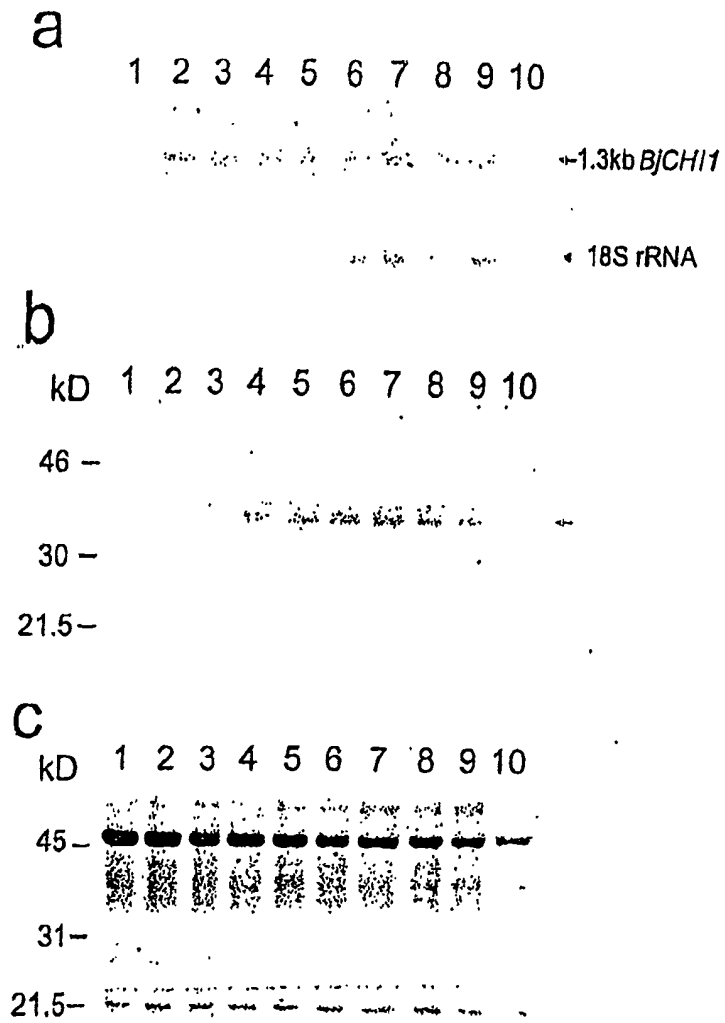 a
1 2 3 4 5 6 7 8 9 10
1.3kb BjCHI1
18S rRNA
b
kD 1 2 3 4 5 6 7 8 9 10
46 –
30 –
21.5 –
c
kD 1 2 3 4 5 6 7 8 9 10
45 –
31 –
21.5 –